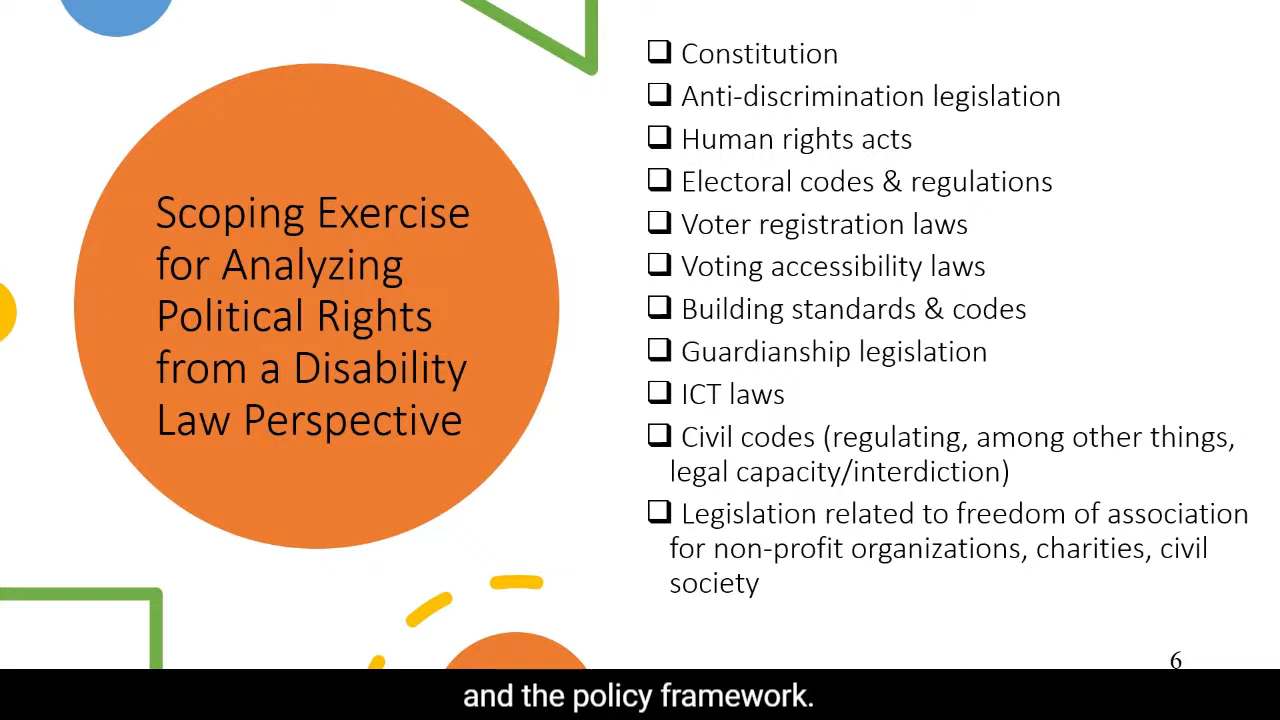 Scoping Exercise
for Analyzing
Political Rights
from a Disability
Law Perspective
Constitution
Anti-discrimination legislation
Human rights acts
Electoral codes & regulations
Voter registration laws
Voting accessibility laws
Building standards & codes
Guardianship legislation
ICT laws
Civil codes (regulating, among other things,
legal capacity/interdiction)
Legislation related to freedom of association
for non-profit organizations, charities, civil
society
6
and the policy framework.